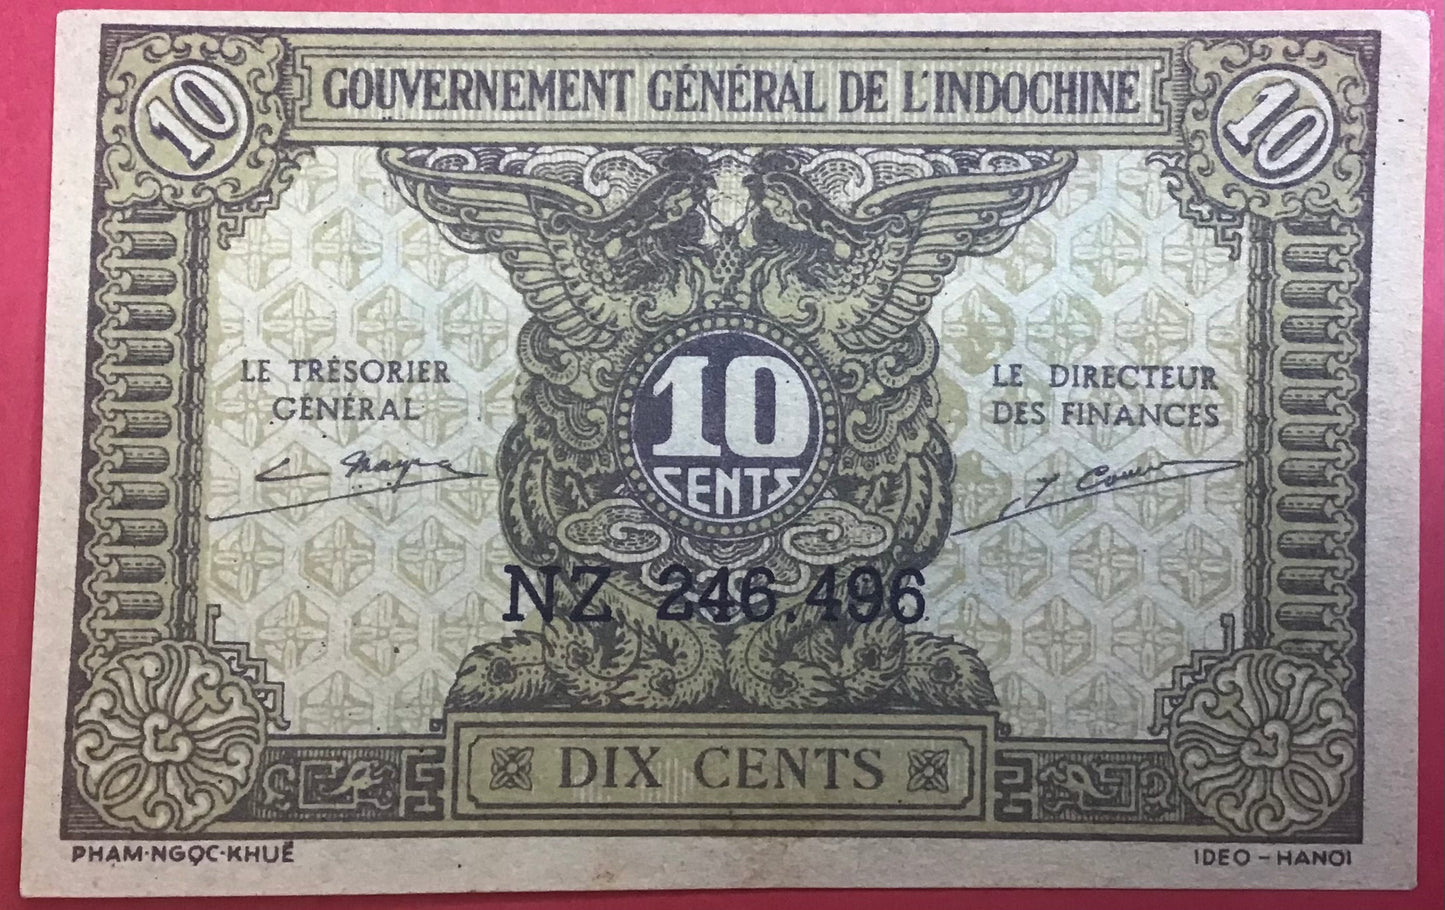 10 GOUVERNEMENT GÉNÉRAL DE L'INDOCHINE 10
LE TRÉSORIER
GÉNÉRAL
LE DIRECTEUR
DES FINANCES
10
CENTS
NZ 246.496
DIX CENTS
PHAM·NGỌC·KHUÊ
IDEO – HANOI